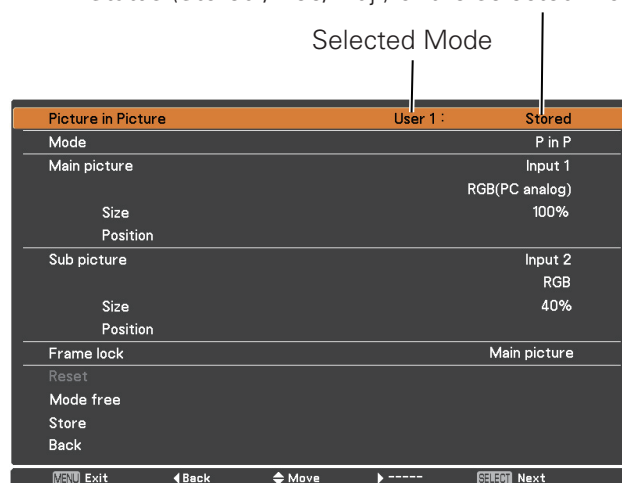 Selected Mode
Picture in Picture User 1 : Stored
Mode P in P
Main picture Input 1
RGB(PC analog)
Size 100%
Position
Sub picture Input 2
RGB
Size 40%
Position
Frame lock Main picture
Reset
Mode free
Store
Back
MENU Exit Back Move ----- SELECT Next